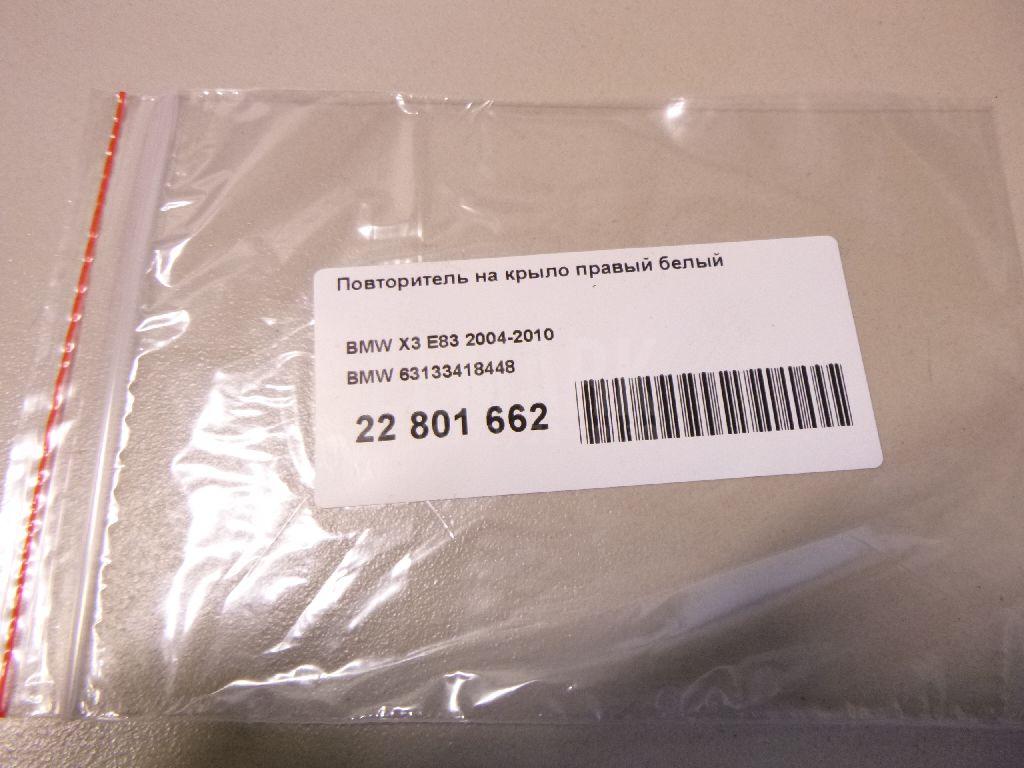 Повторитель на крыло правый белый
BMW X3 E83 2004-2010
BMW 63133418448
22 801 662